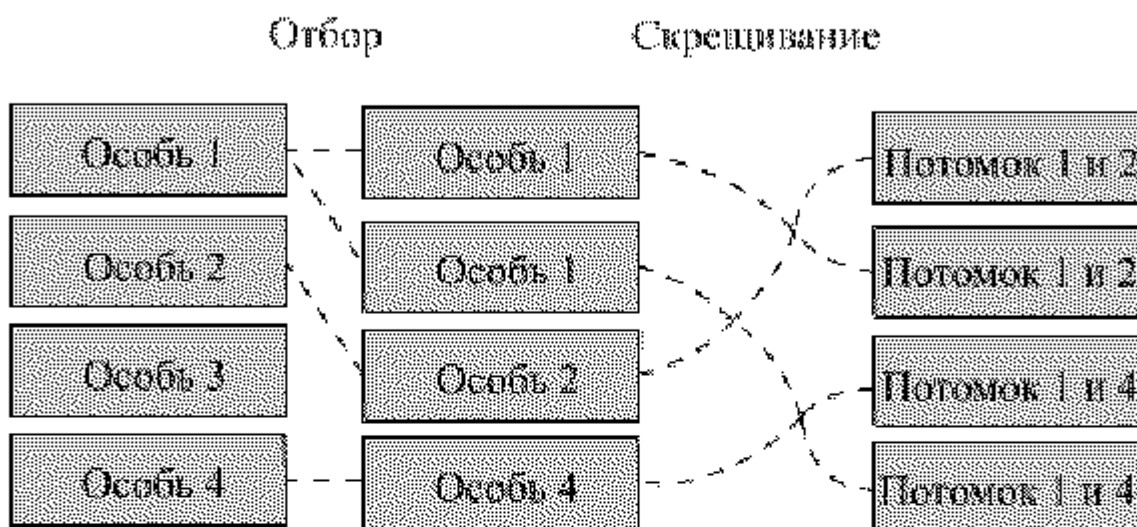 Отбор
Скрещивание
Особь 1
Особь 1
Потомок 1 и 2
Особь 2
Особь 1
Потомок 1 и 2
Особь 3
Особь 2
Потомок 1 и 4
Особь 4
Особь 4
Потомок 1 и 4